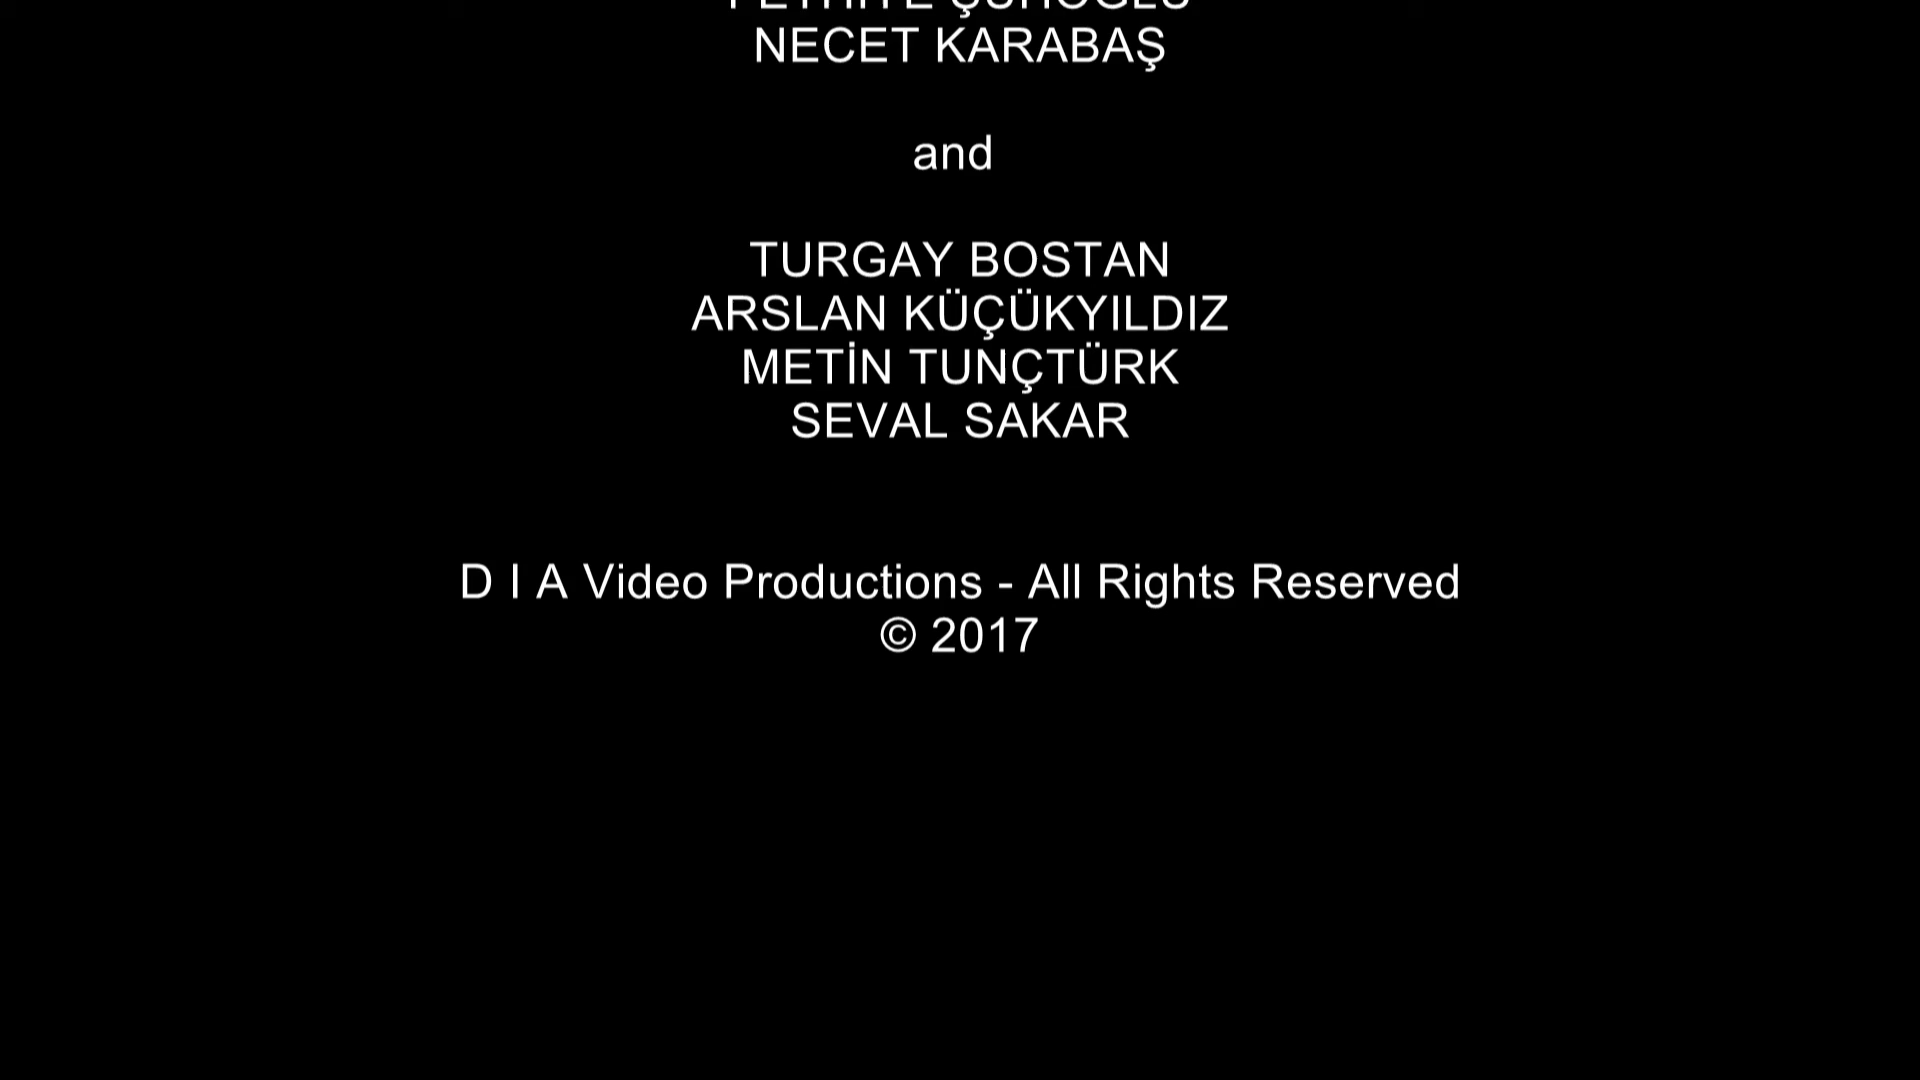 NECET KARABAŞ
and
TURGAY BOSTAN
ARSLAN KÜÇÜKYILDIZ
METİN TUNÇTÜRK
SEVAL SAKAR
D I A Video Productions - All Rights Reserved
© 2017